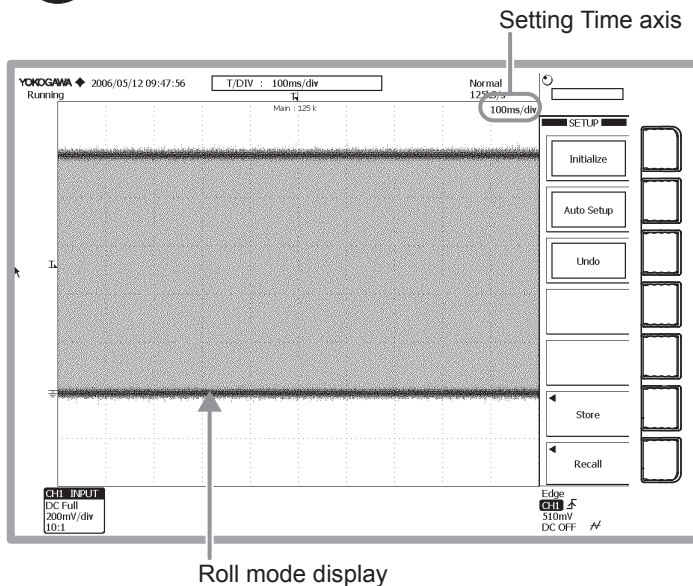 Setting Time axis
YOKOGAWA ◆ 2006/05/12 09:47:56
T/DIV : 100ms/div
Normal
Running
125kS/s
Main : 125 k
100ms/div
SETUP
Initialize
Auto Setup
Undo
Store
Recall
CH1 INPUT
DC Full
200mV/div
10:1
Edge
CH1
510mV
DC OFF
Roll mode display